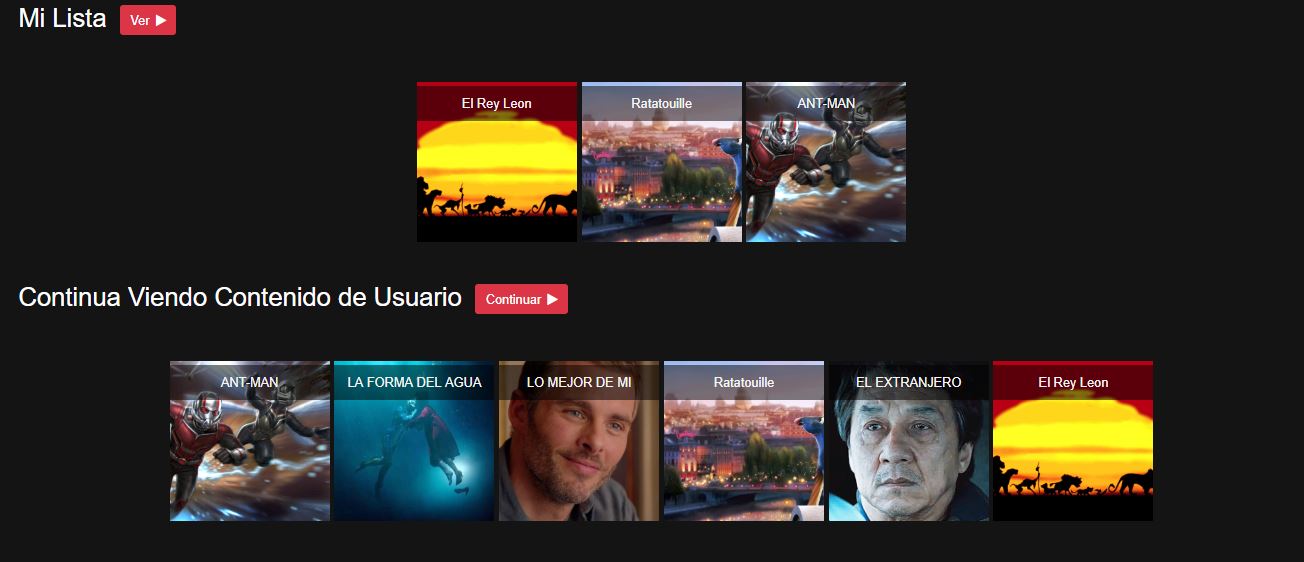 Mi Lista Ver
El Rey Leon Ratatouille ANT-MAN
Continua Viendo Contenido de Usuario Continuar
ANT-MAN LA FORMA DEL AGUA LO MEJOR DE MI Ratatouille EL EXTRANJERO El Rey Leon